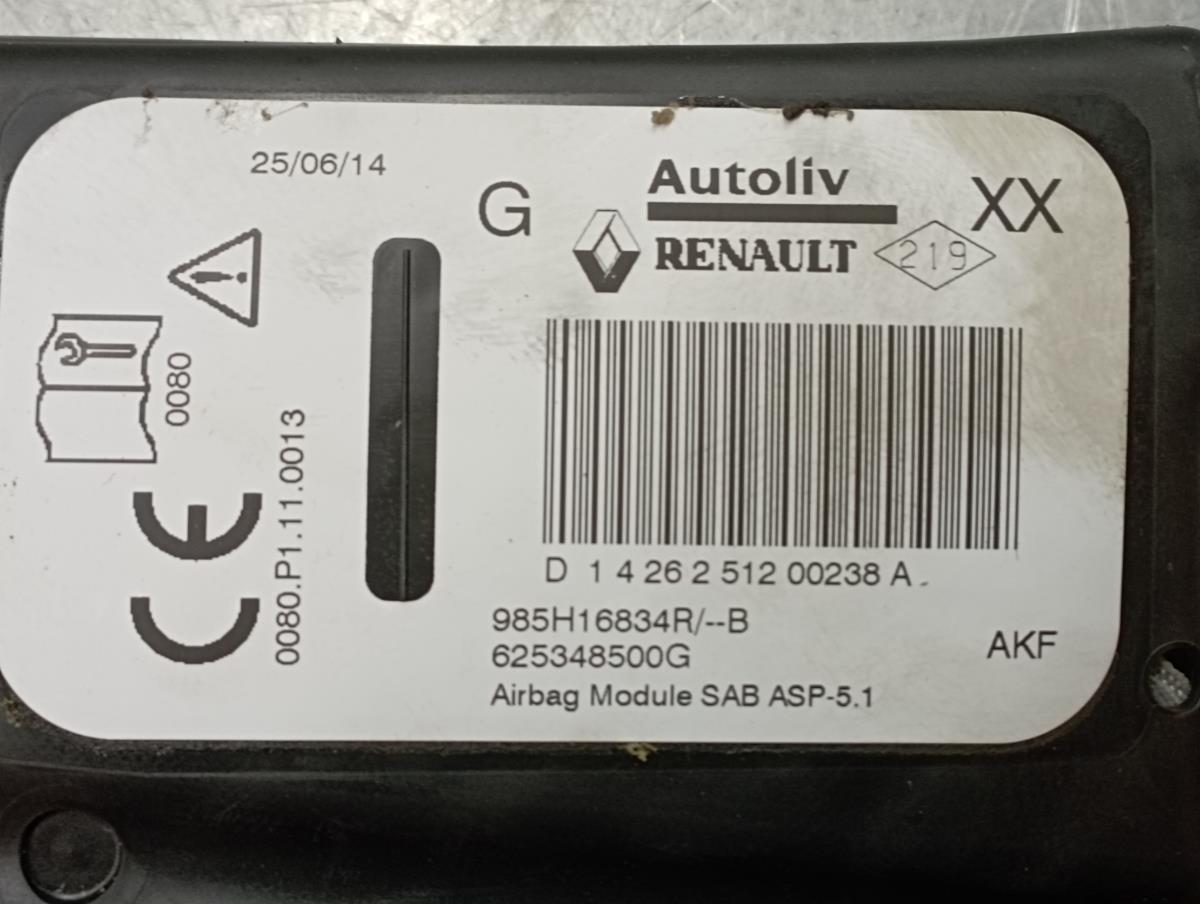 25/06/14
G
Autoliv
XX
RENAULT
219
0080
0080.P1.11.0013
CE
D 1 4 26 2 512 00238 A
985H16834R/--B
625348500G
AKF
Airbag Module SAB ASP-5.1